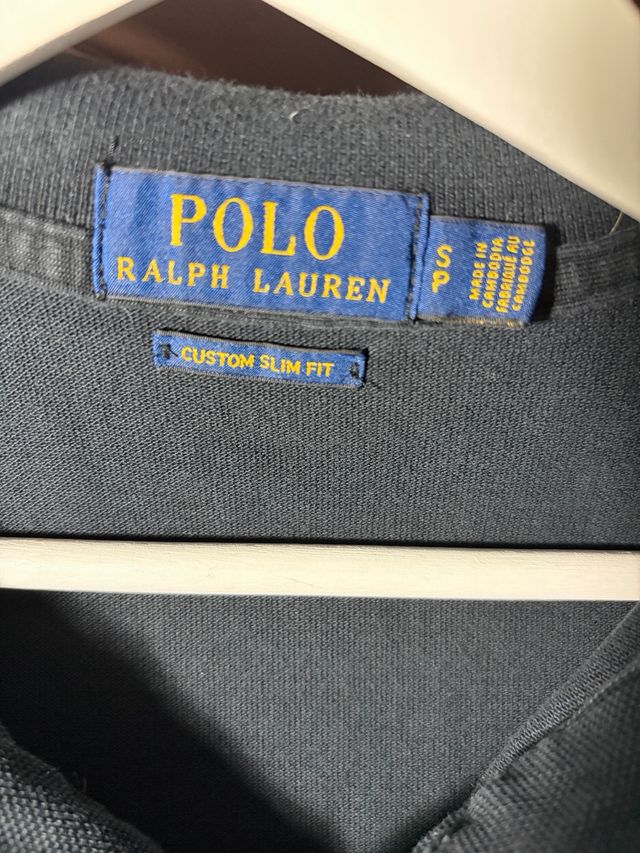 POLO
RALPH LAUREN
S
P
MADE IN
CAMBODIA
FABRIQUÉ AU
CAMBODGE
CUSTOM SLIM FIT